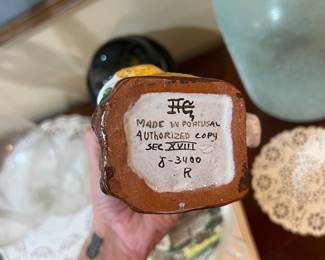 MADE IN PORTUGAL
AUTHORIZED COPY
SEC XVIII
8-3400
R